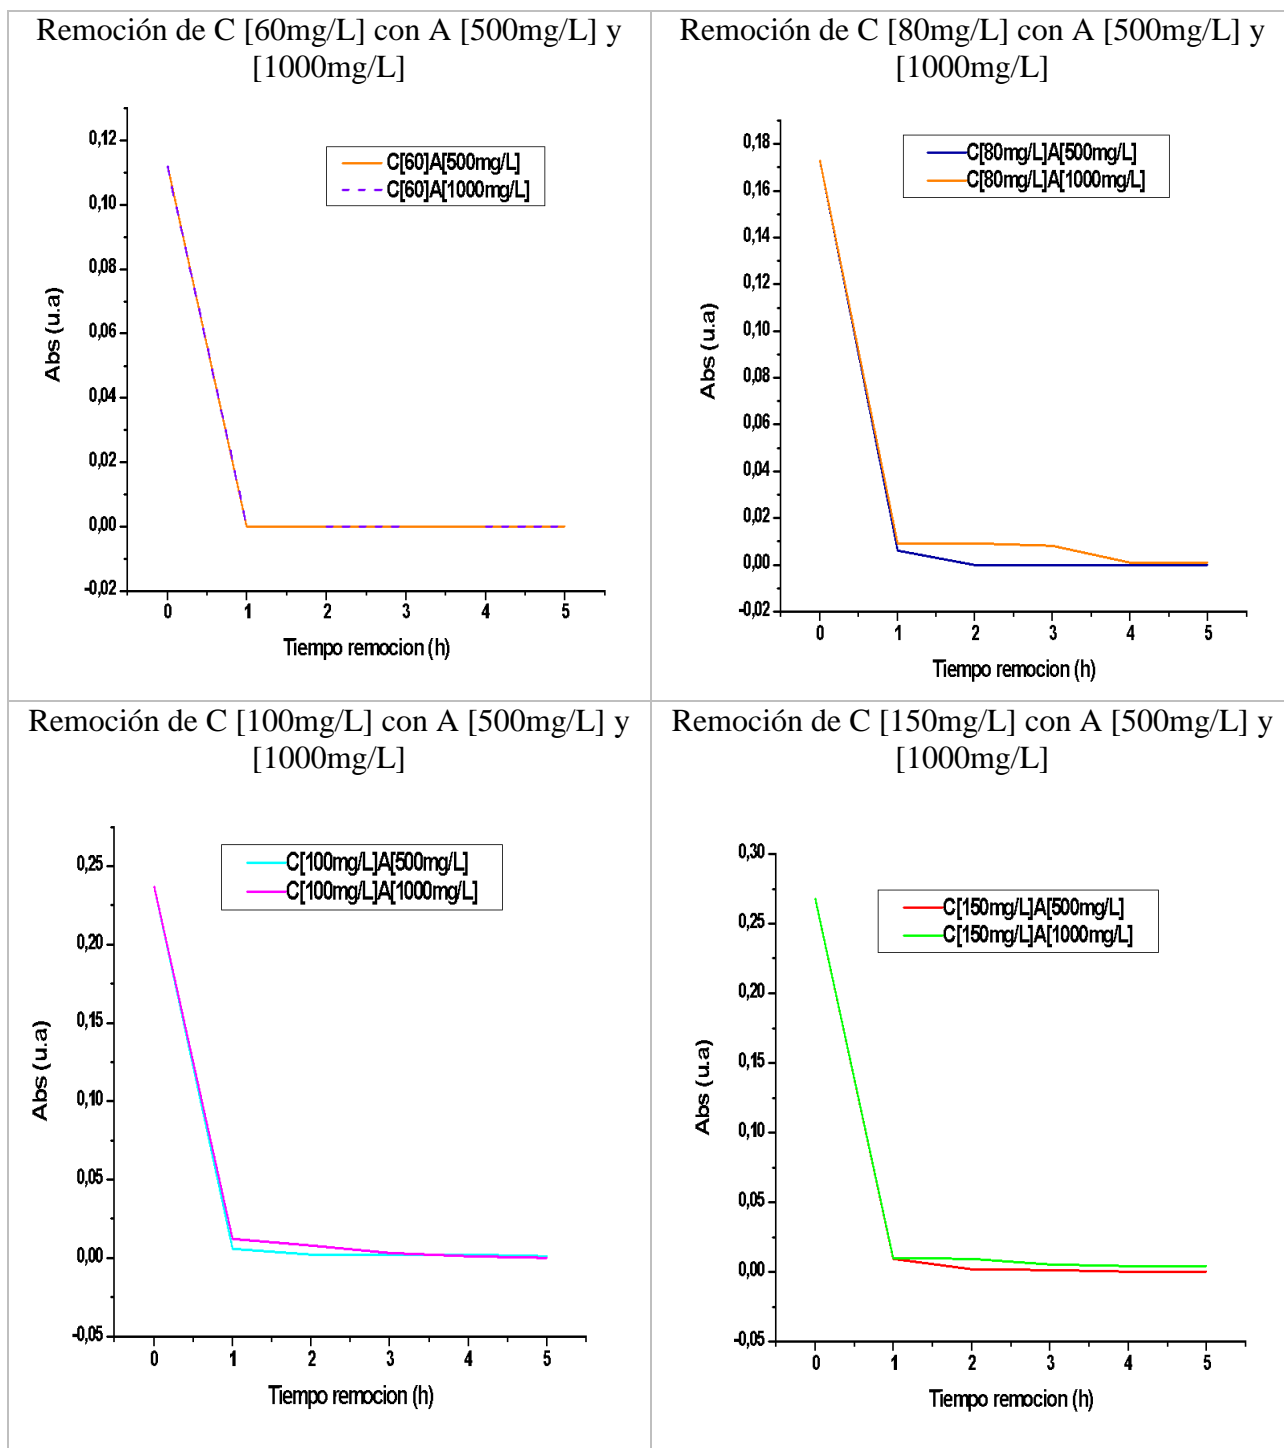 Remoción de C [60mg/L] con A [500mg/L] y
[1000mg/L]
0,12
0,10
0,08
0,06
0,04
0,02
0,00
-0,02
Abs (u.a)
C[60]A[500mg/L]
C[60]A[1000mg/L]
0 1 2 3 4 5
Tiempo remocion (h)
Remoción de C [80mg/L] con A [500mg/L] y
[1000mg/L]
0,18
0,16
0,14
0,12
0,10
0,08
0,06
0,04
0,02
0,00
-0,02
Abs (u.a)
C[80mg/L]A[500mg/L]
C[80mg/L]A[1000mg/L]
0 1 2 3 4 5
Tiempo remocion (h)
Remoción de C [100mg/L] con A [500mg/L] y
[1000mg/L]
0,25
0,20
0,15
0,10
0,05
0,00
-0,05
Abs (u.a)
C[100mg/L]A[500mg/L]
C[100mg/L]A[1000mg/L]
0 1 2 3 4 5
Tiempo remocion (h)
Remoción de C [150mg/L] con A [500mg/L] y
[1000mg/L]
0,30
0,25
0,20
0,15
0,10
0,05
0,00
-0,05
Abs (u.a)
C[150mg/L]A[500mg/L]
C[150mg/L]A[1000mg/L]
0 1 2 3 4 5
Tiempo remocion (h)